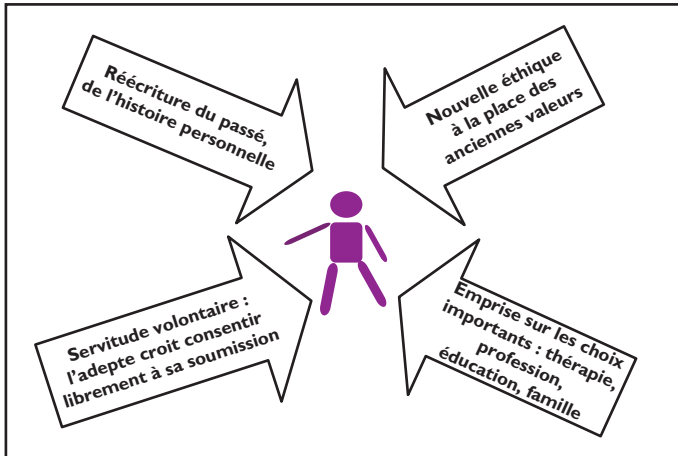 Réécriture du passé,
de l'histoire personnelle
Nouvelle éthique
à la place des
anciennes valeurs
Servitude volontaire :
l'adepte croit consentir
librement à sa soumission
Emprise sur les choix
importants : thérapie,
profession,
éducation, famille